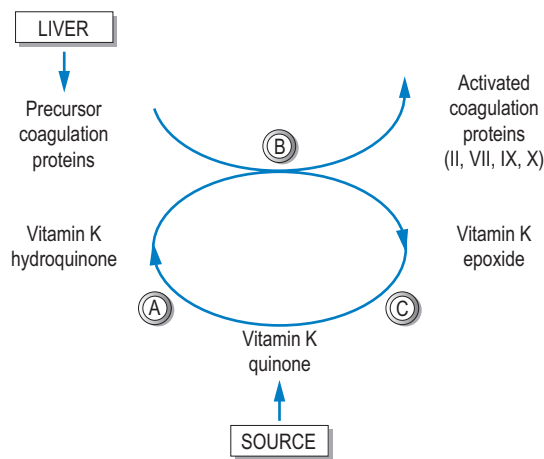 LIVER
Precursor
coagulation
proteins
Activated
coagulation
proteins
(II, VII, IX, X)
B
Vitamin K
hydroquinone
Vitamin K
epoxide
A
C
Vitamin K
quinone
SOURCE